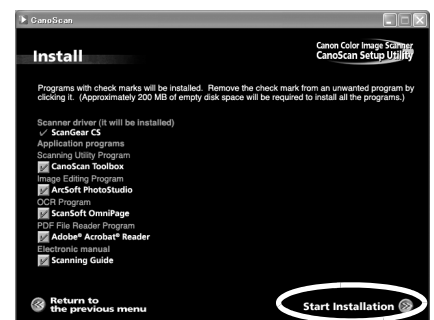 CanoScan
Install
Canon Color Image Scanner
CanoScan Setup Utility
Programs with check marks will be installed. Remove the check mark from an unwanted program by
clicking it. (Approximately 200 MB of empty disk space will be required to install all the programs.)
Scanner driver (it will be installed)
ScanGear CS
Application programs
Scanning Utility Program
CanoScan Toolbox
Image Editing Program
ArcSoft PhotoStudio
OCR Program
ScanSoft OmniPage
PDF File Reader Program
Adobe® Acrobat® Reader
Electronic manual
Scanning Guide
Return to
the previous menu
Start Installation